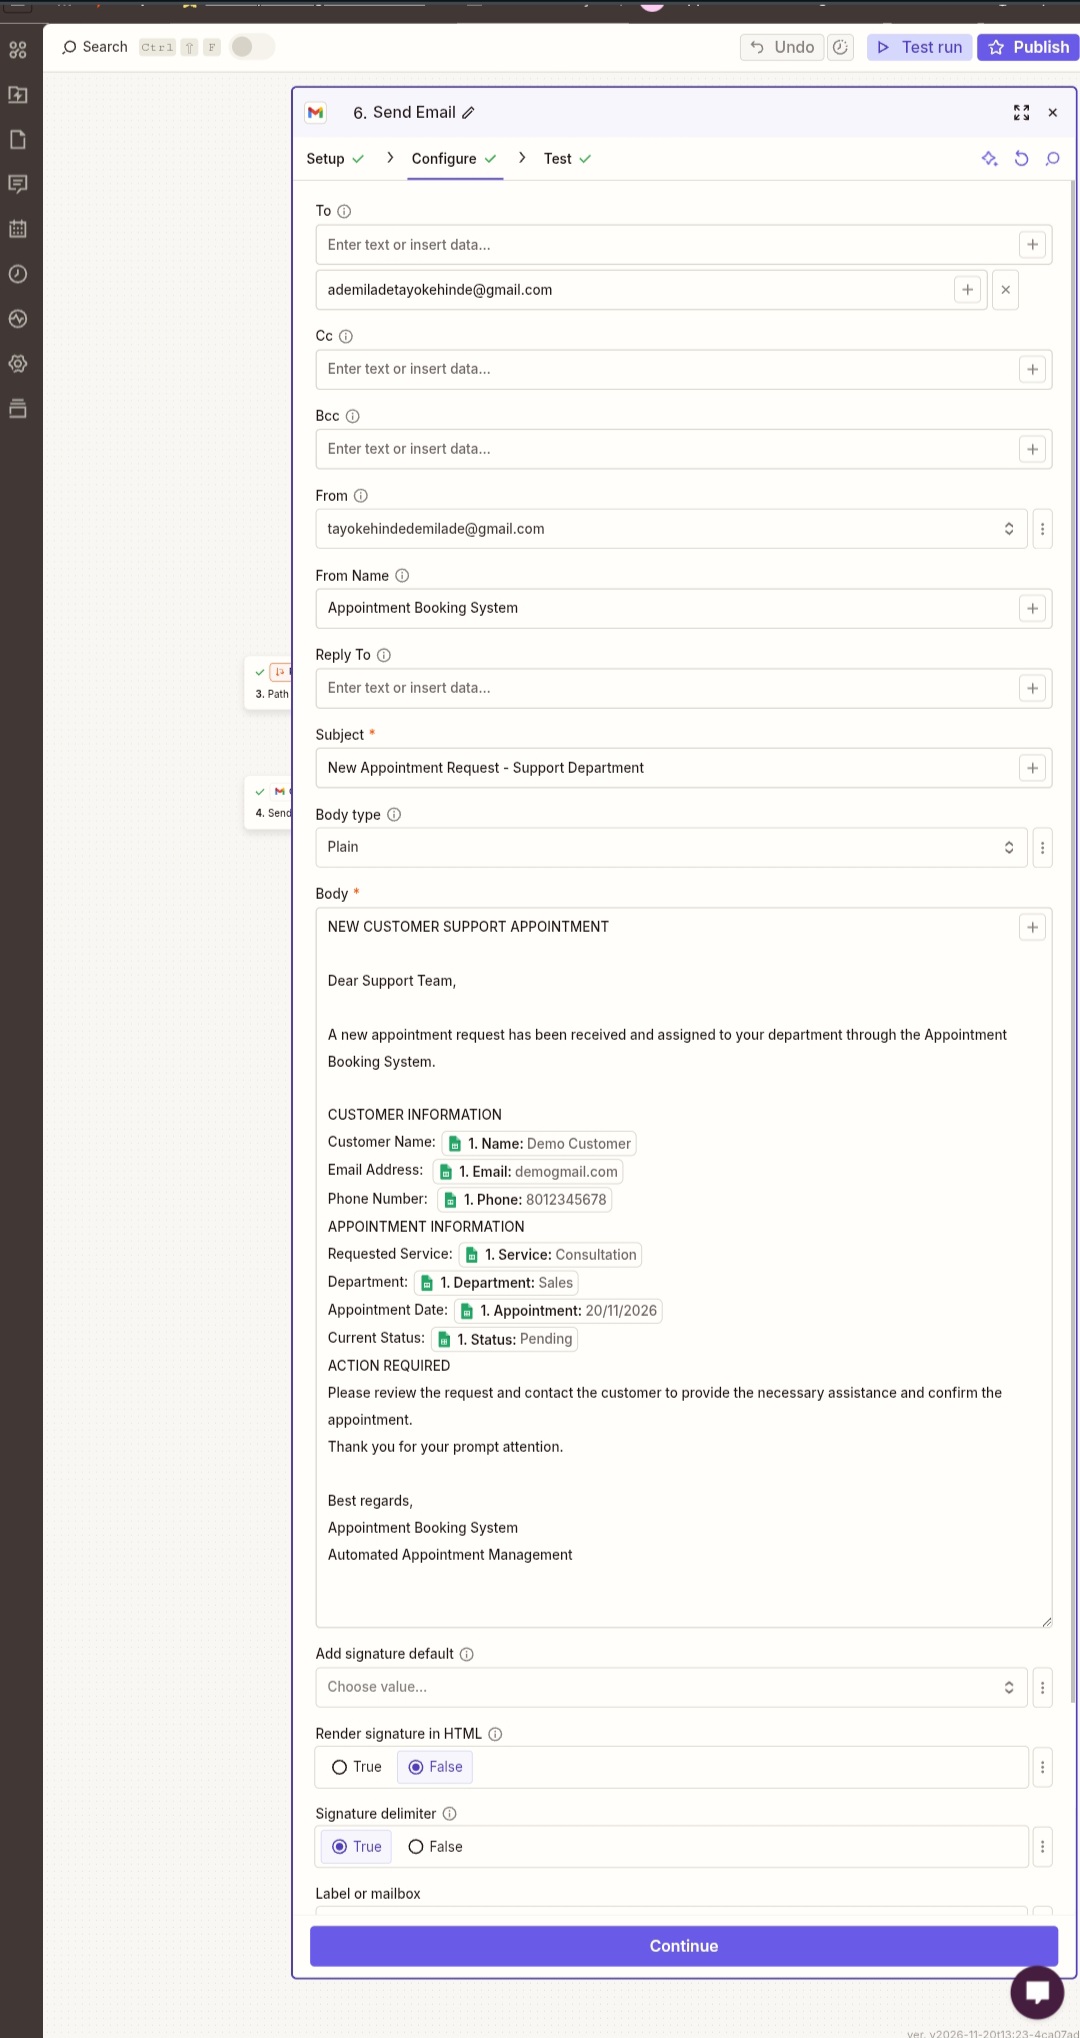 Search Ctrl ⇧ F
Undo
Test run
Publish
6. Send Email
Setup
Configure
Test
To
Enter text or insert data...
ademiladetayokehinde@gmail.com
Cc
Enter text or insert data...
Bcc
Enter text or insert data...
From
tayokehindedemilade@gmail.com
From Name
Appointment Booking System
3. Path
Reply To
Enter text or insert data...
Subject *
New Appointment Request - Support Department
4. Send
Body type
Plain
Body *
NEW CUSTOMER SUPPORT APPOINTMENT
Dear Support Team,
A new appointment request has been received and assigned to your department through the Appointment
Booking System.
CUSTOMER INFORMATION
Customer Name: 1. Name: Demo Customer
Email Address: 1. Email: demogmail.com
Phone Number: 1. Phone: 8012345678
APPOINTMENT INFORMATION
Requested Service: 1. Service: Consultation
Department: 1. Department: Sales
Appointment Date: 1. Appointment: 20/11/2026
Current Status: 1. Status: Pending
ACTION REQUIRED
Please review the request and contact the customer to provide the necessary assistance and confirm the
appointment.
Thank you for your prompt attention.
Best regards,
Appointment Booking System
Automated Appointment Management
Add signature default
Choose value...
Render signature in HTML
True False
Signature delimiter
True False
Label or mailbox
Continue